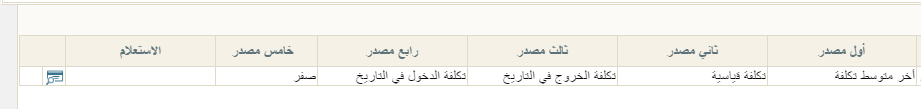 أول مصدر ثاني مصدر ثالث مصدر رابع مصدر خامس مصدر الاستعلام
آخر متوسط تكلفة تكلفة قياسية تكلفة الخروج في التاريخ تكلفة الدخول في التاريخ صفر